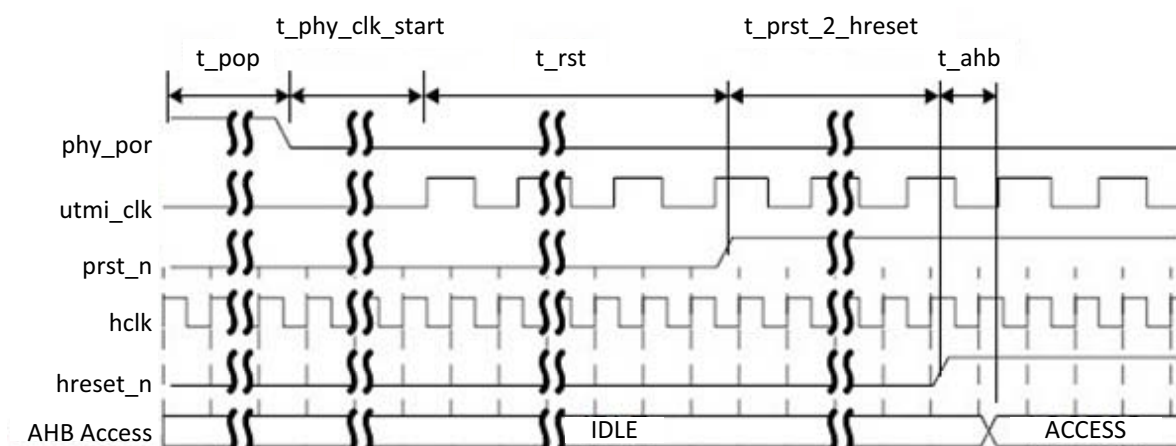 t_phy_clk_start t_prst_2_hreset
t_pop t_rst t_ahb
phy_por
utmi_clk
prst_n
hclk
hreset_n
AHB Access IDLE ACCESS